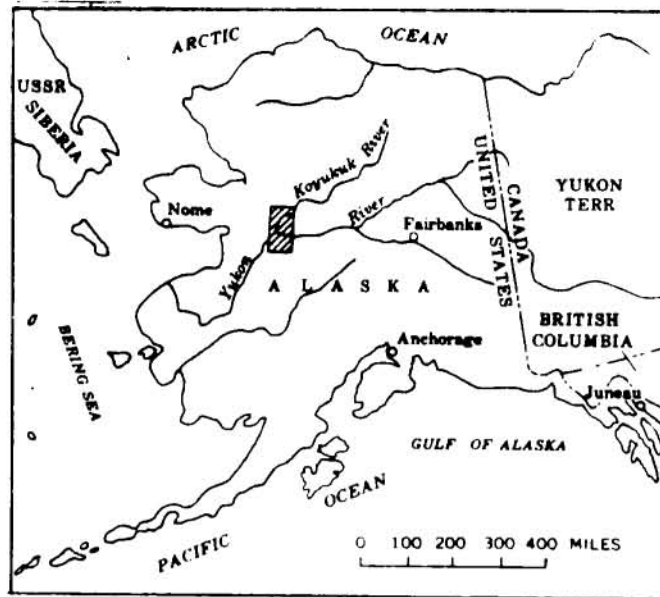 ARCTIC OCEAN
USSR
SIBERIA
Koyukuk River
Nome
River
Yukon
Fairbanks
UNITED STATES
CANADA
YUKON
TERR
ALASKA
BERING SEA
Anchorage
BRITISH
COLUMBIA
Juneau
GULF OF ALASKA
PACIFIC OCEAN
0 100 200 300 400 MILES